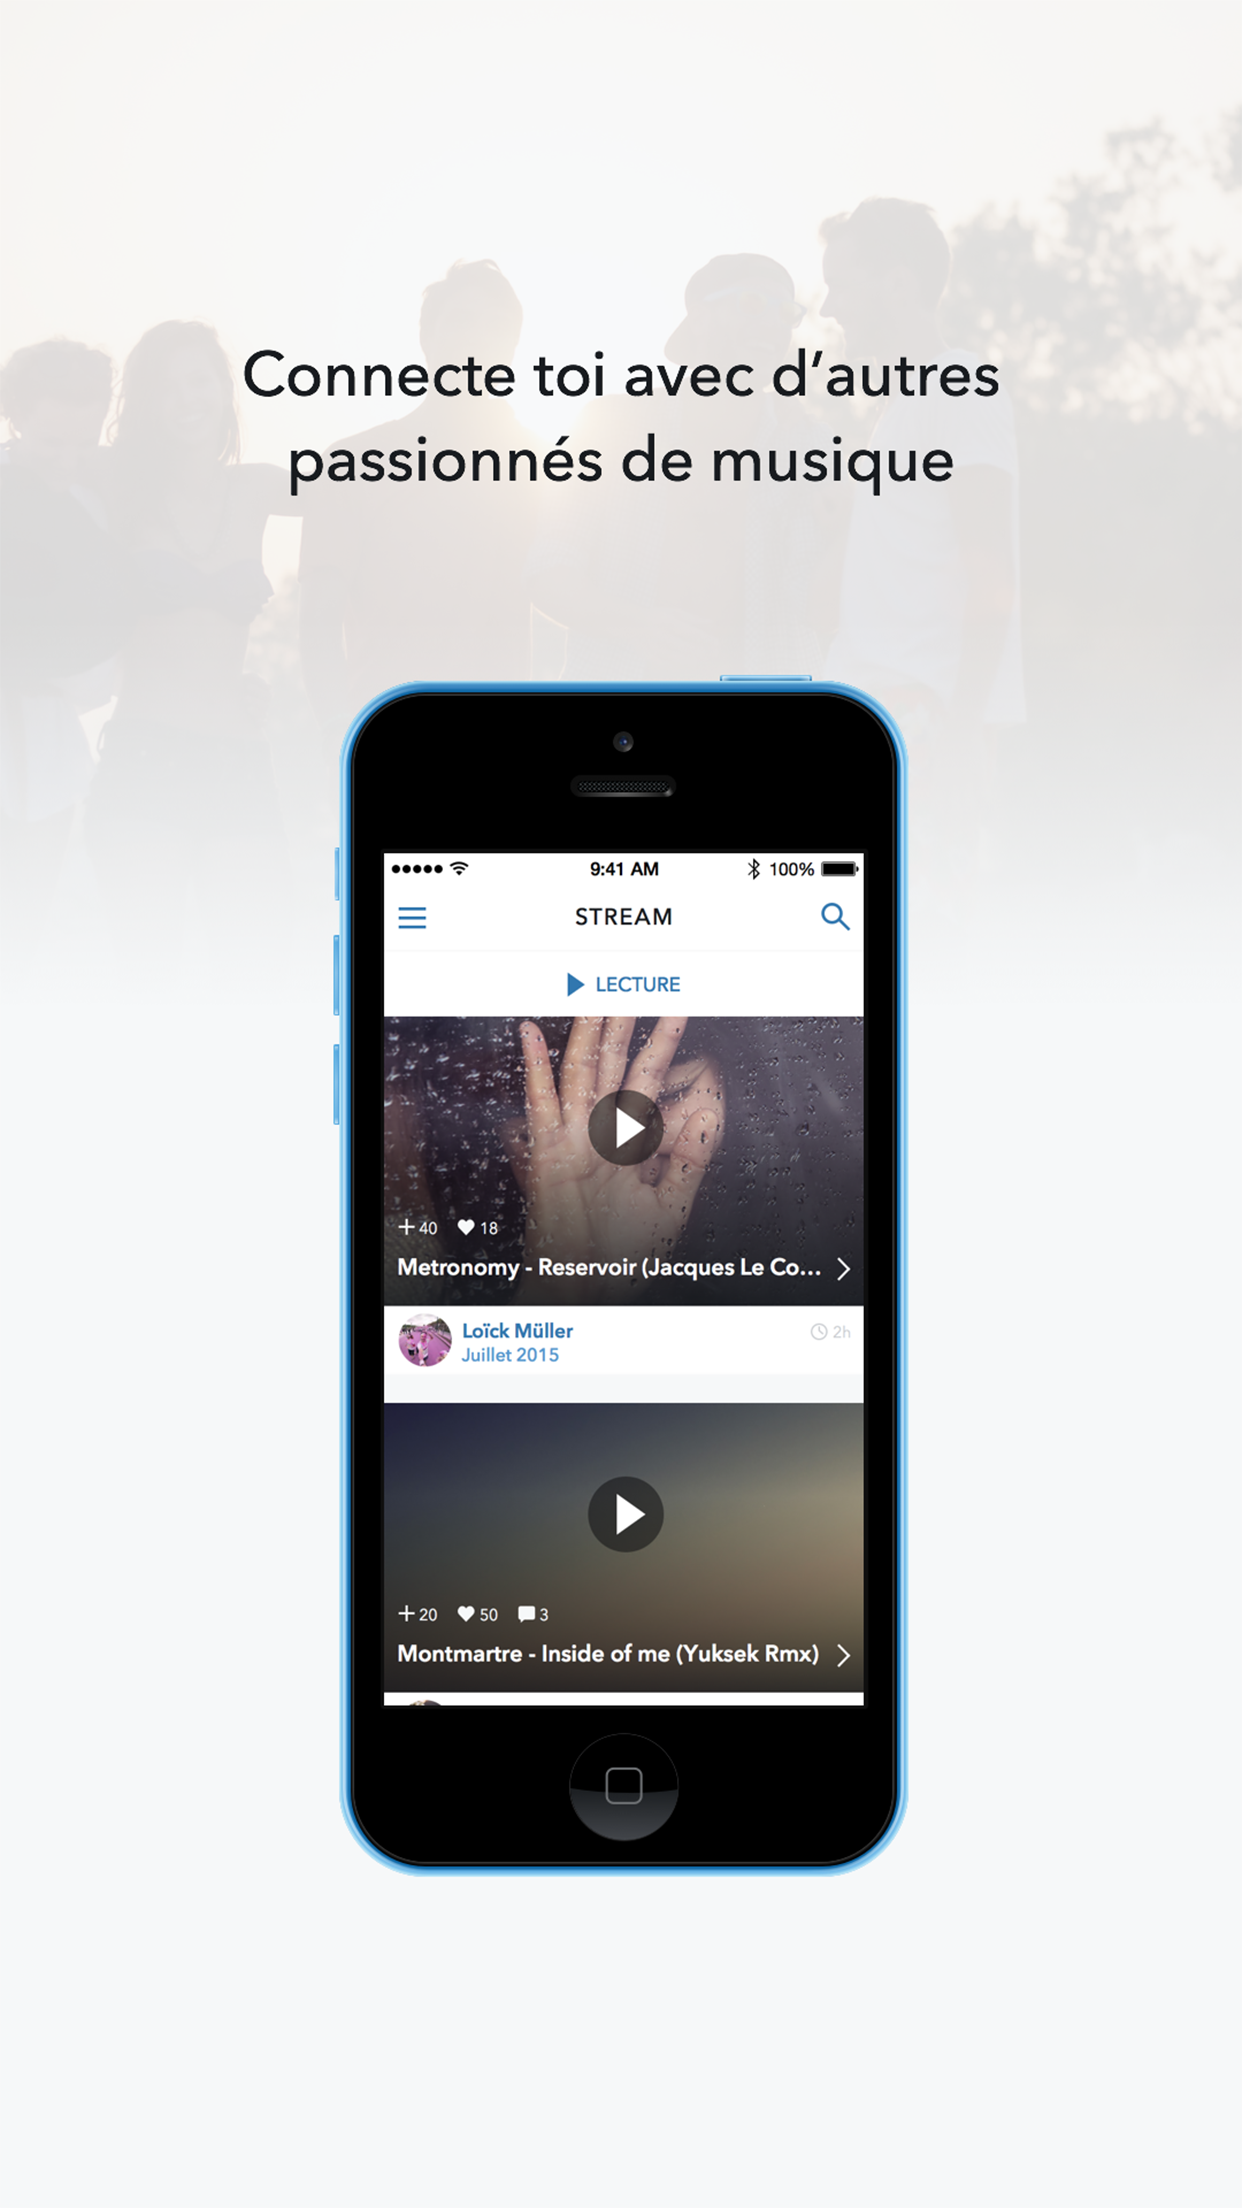 Connecte toi avec d’autres
passionnés de musique
9:41 AM
100%
STREAM
LECTURE
40 18
Metronomy - Reservoir (Jacques Le Co...
Loïck Müller
2h
Juillet 2015
20 50 3
Montmartre - Inside of me (Yuksek Rmx)